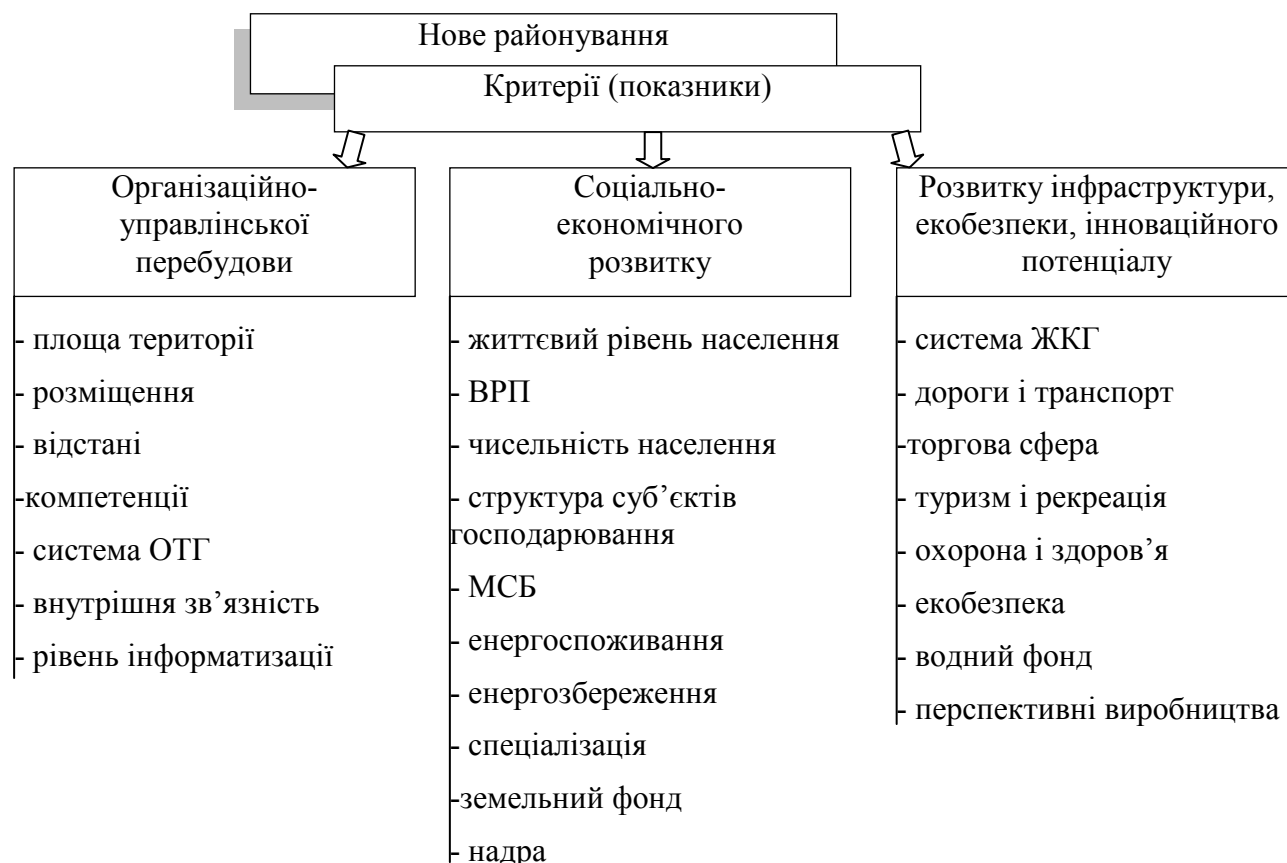 Нове районування
Критерії (показники)
Організаційно-
управлінської
перебудови
- площа території
- розміщення
- відстані
-компетенції
- система ОТГ
- внутрішня зв’язність
- рівень інформатизації
Соціально-
економічного
розвитку
- життєвий рівень населення
- ВРП
- чисельність населення
- структура суб’єктів
господарювання
- МСБ
- енергоспоживання
- енергозбереження
- спеціалізація
-земельний фонд
- надра
Розвитку інфраструктури,
екобезпеки, інноваційного
потенціалу
- система ЖКГ
- дороги і транспорт
-торгова сфера
- туризм і рекреація
- охорона і здоров’я
- екобезпека
- водний фонд
- перспективні виробництва